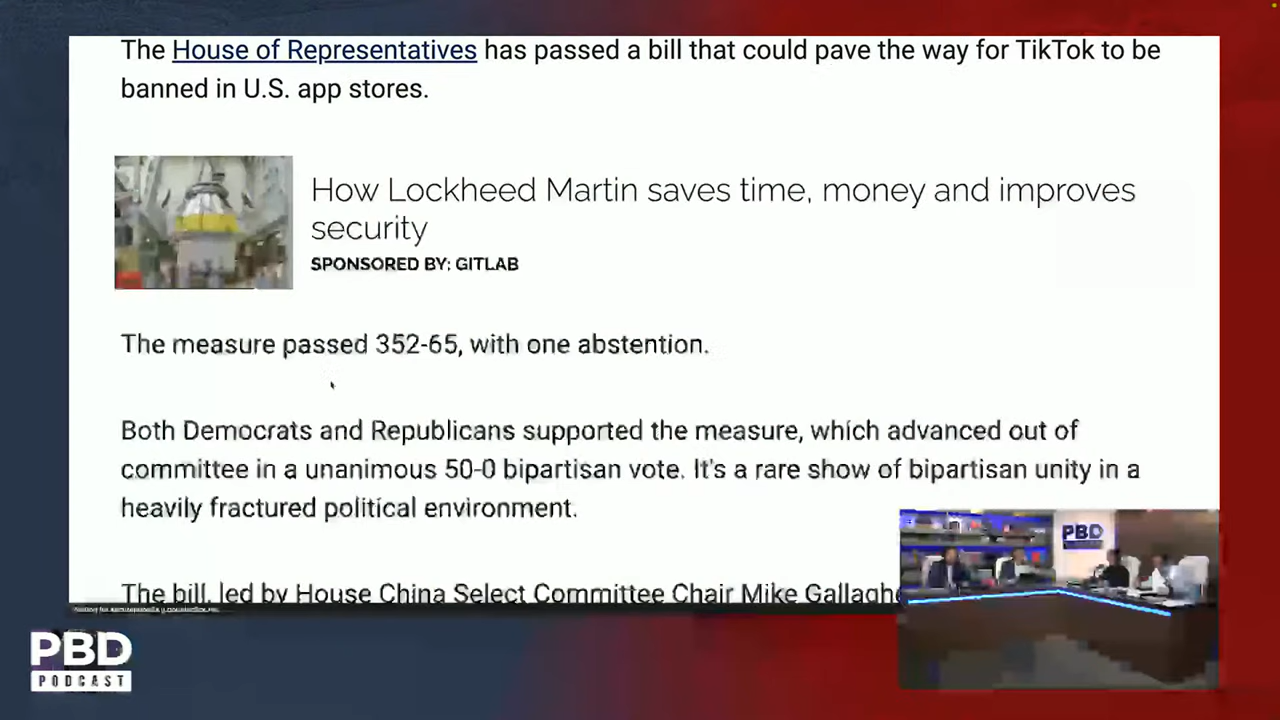 The House of Representatives has passed a bill that could pave the way for TikTok to be
banned in U.S. app stores.
How Lockheed Martin saves time, money and improves
security
SPONSORED BY: GITLAB
The measure passed 352-65, with one abstention.
Both Democrats and Republicans supported the measure, which advanced out of
committee in a unanimous 50-0 bipartisan vote. It's a rare show of bipartisan unity in a
heavily fractured political environment.
The bill, led by House China Select Committee Chair Mike Gallaghe
PBD
PBD
PODCAST